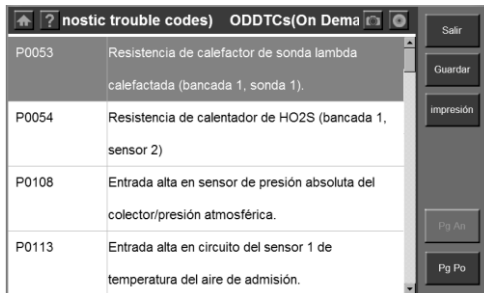 ? nostic trouble codes) ODDTCs(On Dema
Salir
P0053 Resistencia de calefactor de sonda lambda
calefactada (bancada 1, sonda 1).
Guardar
P0054 Resistencia de calentador de HO2S (bancada 1,
sensor 2)
impresión
P0108 Entrada alta en sensor de presión absoluta del
colector/presión atmosférica.
Pg An
P0113 Entrada alta en circuito del sensor 1 de
temperatura del aire de admisión.
Pg Po